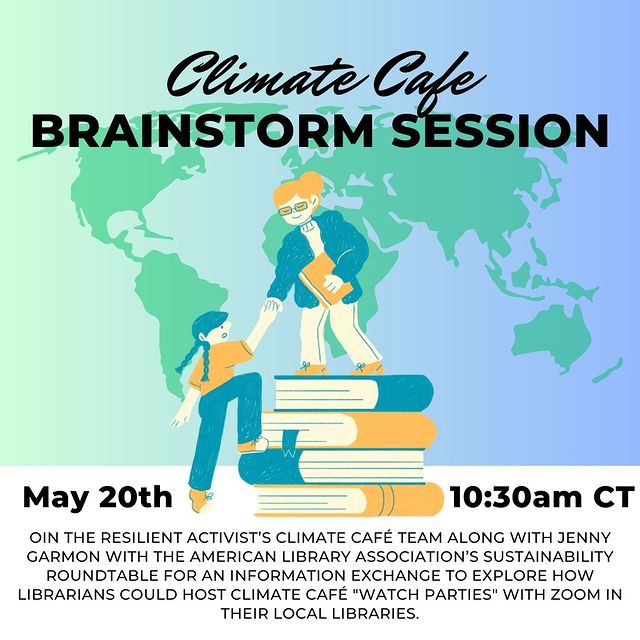 Climate Cafe
BRAINSTORM SESSION
May 20th
10:30am CT
OIN THE RESILIENT ACTIVIST'S CLIMATE CAFÉ TEAM ALONG WITH JENNY
GARMON WITH THE AMERICAN LIBRARY ASSOCIATION'S SUSTAINABILITY
ROUNDTABLE FOR AN INFORMATION EXCHANGE TO EXPLORE HOW
LIBRARIANS COULD HOST CLIMATE CAFÉ "WATCH PARTIES" WITH ZOOM IN
THEIR LOCAL LIBRARIES.